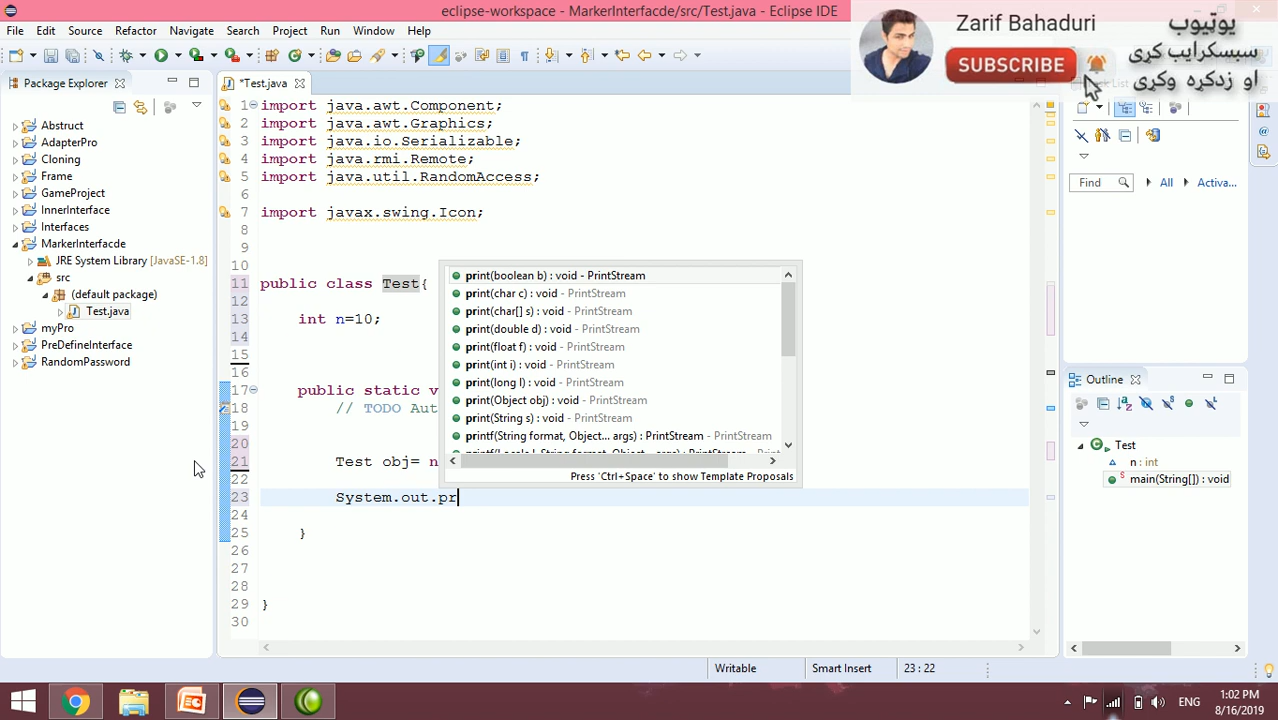 eclipse-workspace - MarkerInterfacde/src/Test.java - Eclipse IDE
File Edit Source Refactor Navigate Search Project Run Window Help
Zarif Bahaduri
SUBSCRIBE
یوټیوب
سبسکرایب کړی
او زدکړه وکړی
Package Explorer
*Test.java
Abstruct
AdapterPro
Cloning
Frame
GameProject
InnerInterface
Interfaces
MarkerInterfacde
JRE System Library [JavaSE-1.8]
src
(default package)
Test.java
myPro
PreDefineInterface
RandomPassword
1 import java.awt.Component;
2 import java.awt.Graphics;
3 import java.io.Serializable;
4 import java.rmi.Remote;
5 import java.util.RandomAccess;
6
7 import javax.swing.Icon;
8
9
10
11 public class Test{
12
13 int n=10;
14
15
16
17 public static v
18 // TODO Aut
19
20
21 Test obj= n
22
23 System.out.pr
24
25 }
26
27
28
29 }
30
print(boolean b) : void - PrintStream
print(char c) : void - PrintStream
print(char[] s) : void - PrintStream
print(double d) : void - PrintStream
print(float f) : void - PrintStream
print(int i) : void - PrintStream
print(long l) : void - PrintStream
print(Object obj) : void - PrintStream
print(String s) : void - PrintStream
printf(String format, Object... args) : PrintStream - PrintStream
Press 'Ctrl+Space' to show Template Proposals
Find All Activa...
Outline
Test
n : int
main(String[]) : void
Writable Smart Insert 23 : 22
ENG
1:02 PM
8/16/2019